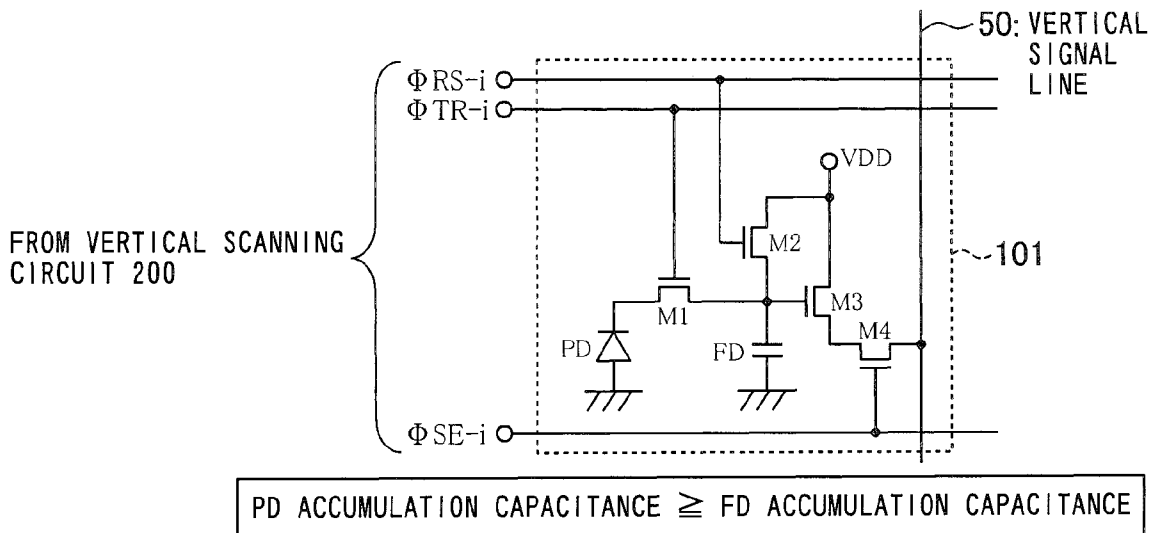 50: VERTICAL
SIGNAL
LINE
ΦRS-i
ΦTR-i
VDD
FROM VERTICAL SCANNING
CIRCUIT 200
M2
101
M1
M3
M4
PD
FD
ΦSE-i
PD ACCUMULATION CAPACITANCE ≧ FD ACCUMULATION CAPACITANCE